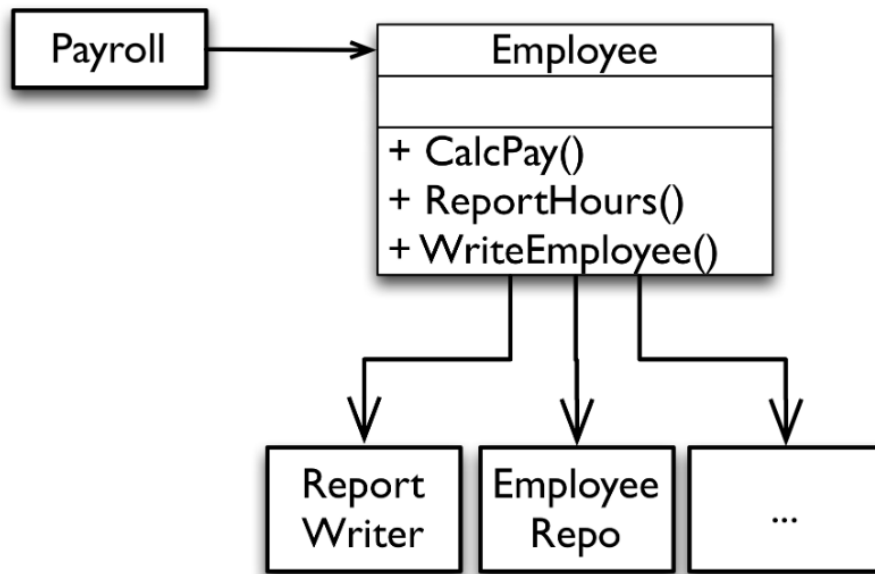 Payroll
Employee
+ CalcPay()
+ ReportHours()
+ WriteEmployee()
Report
Writer
Employee
Repo
...